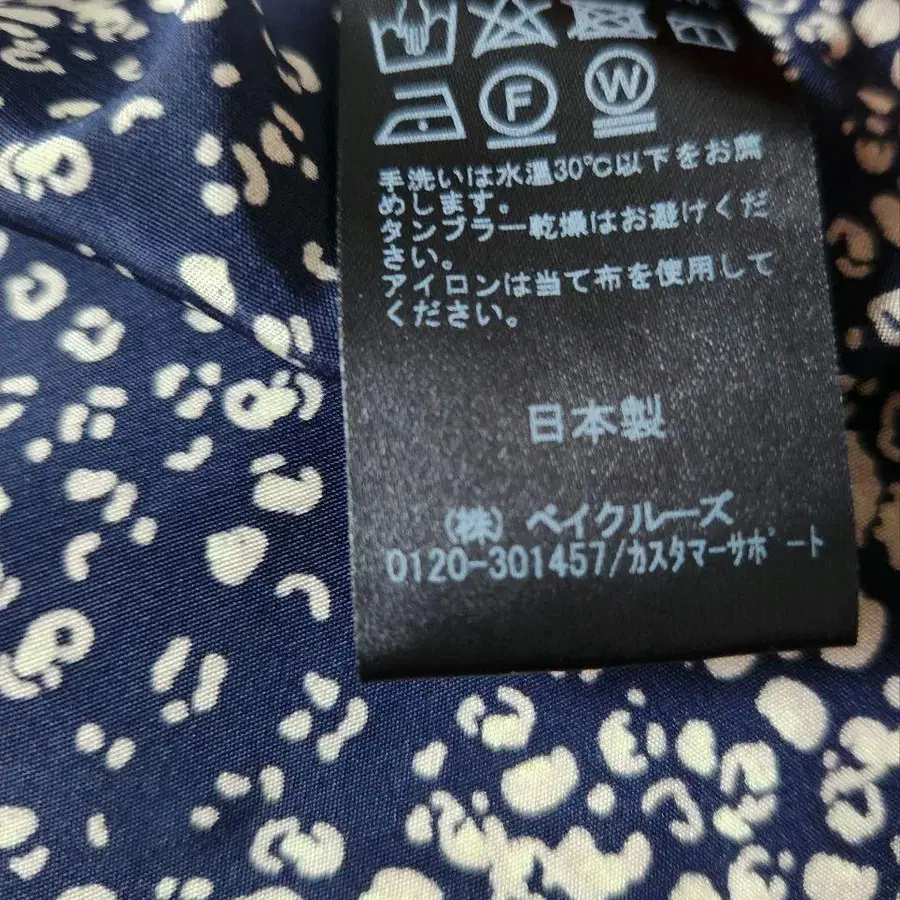 F W
手洗いは水温30℃以下をお薦
めします。
タンブラー乾燥はお避けくだ
さい。
アイロンは当て布を使用して
ください。
日本製
(株) ベイクルーズ
0120-301457/カスタマーサポート